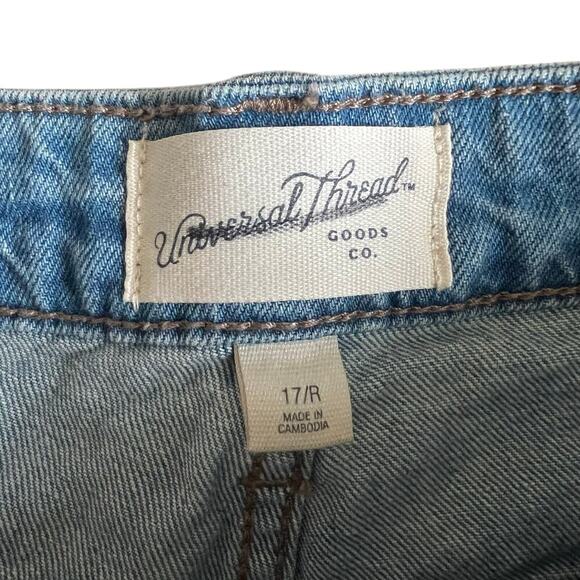 Universal Thread™
GOODS
CO.
17/R
MADE IN
CAMBODIA